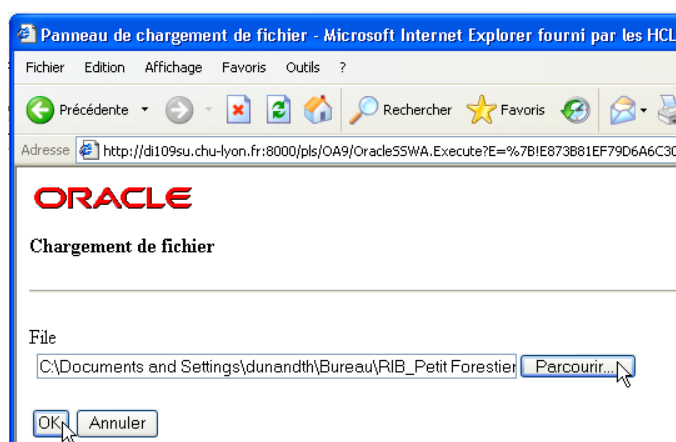 Panneau de chargement de fichier - Microsoft Internet Explorer fourni par les HCL
Fichier Edition Affichage Favoris Outils ?
Précédente Rechercher Favoris
Adresse http://di109su.chu-lyon.fr:8000/pls/OA9/OracleSSWA.Execute?E=%7B!E873B81EF79D6A6C30
ORACLE
Chargement de fichier
File
C:\Documents and Settings\dunandth\Bureau\RIB_Petit Forestier Parcourir...
OK Annuler